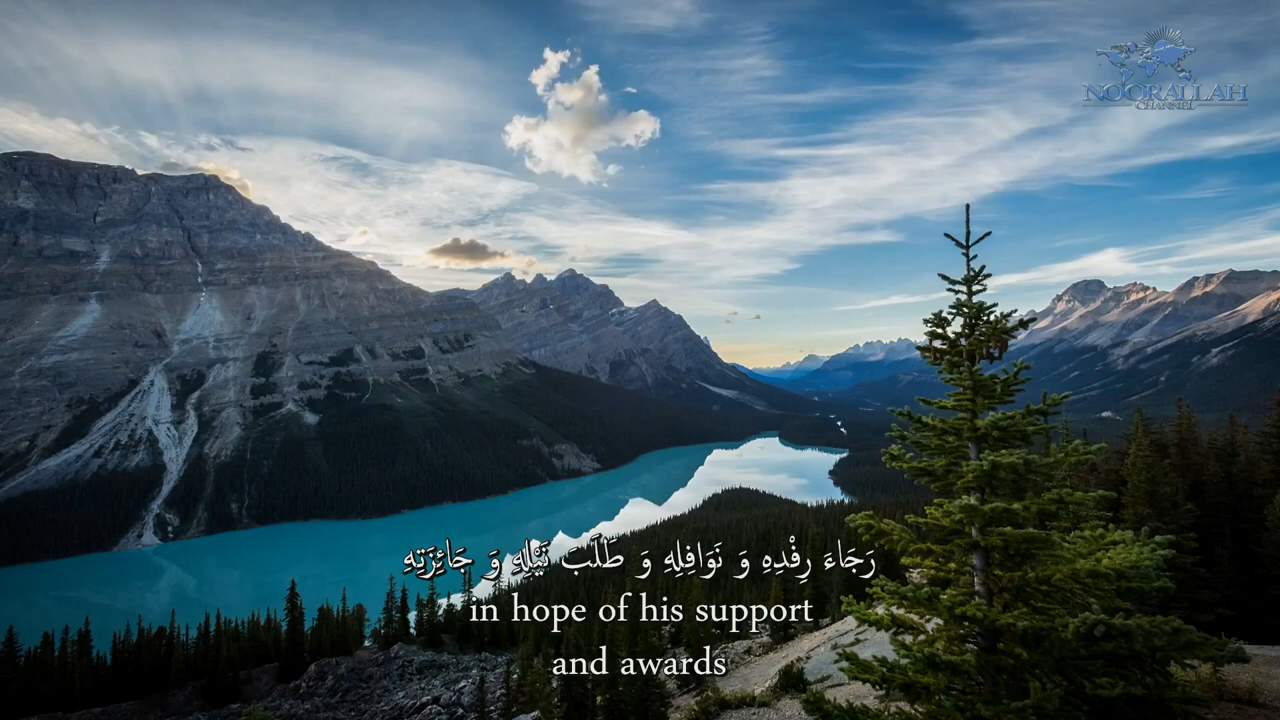 NOORALLAH
CHANNEL
رَجَاءَ رِفْدِهِ وَ نَوَافِلِهِ وَ طَلَبَ نَيْلِهِ وَ جَائِزَتِهِ
in hope of his support
and awards